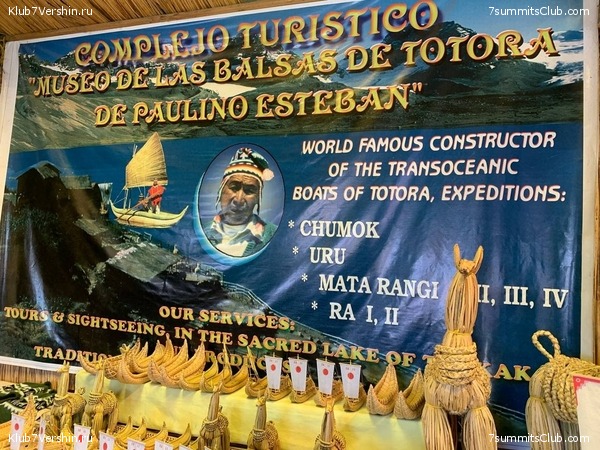 Klub7Vershin.ru
7summitsClub.com
COMPLEJO TURISTICO
"MUSEO DE LAS BALSAS DE TOTORA
DE PAULINO ESTEBAN"
WORLD FAMOUS CONSTRUCTOR
OF THE TRANSOCEANIC
BOATS OF TOTORA, EXPEDITIONS:
* CHUMOK
* URU
* MATA RANGI II, III, IV
* RA I, II
OUR SERVICES:
TOURS & SIGHTSEEING, IN THE SACRED LAKE OF
Klub7Vershin.ru
7summitsClub.com